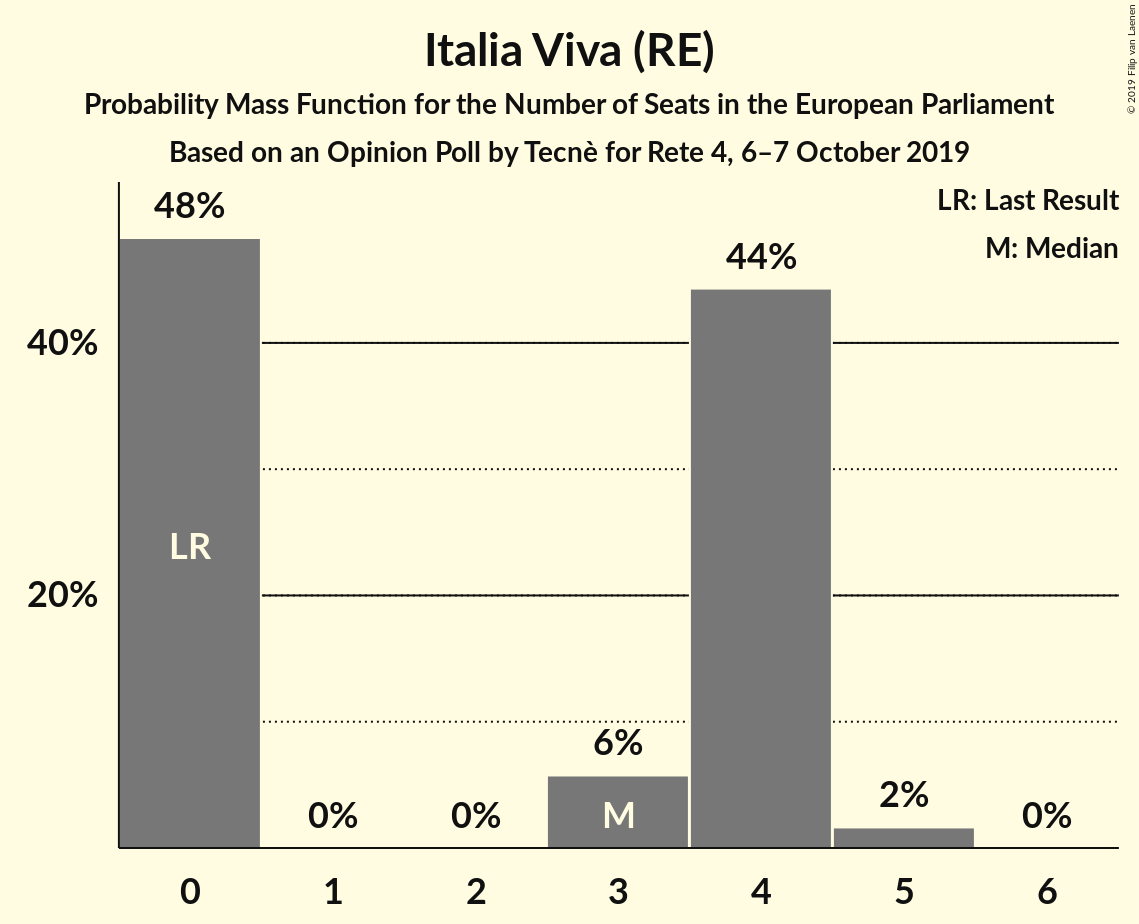 Italia Viva (RE)
Probability Mass Function for the Number of Seats in the European Parliament
Based on an Opinion Poll by Tecnè for Rete 4, 6–7 October 2019
© 2019 Filip van Laenen
LR: Last Result
M: Median
48%
44%
40%
LR
20%
6%
M
0%
0%
2%
0%
0
1
2
3
4
5
6